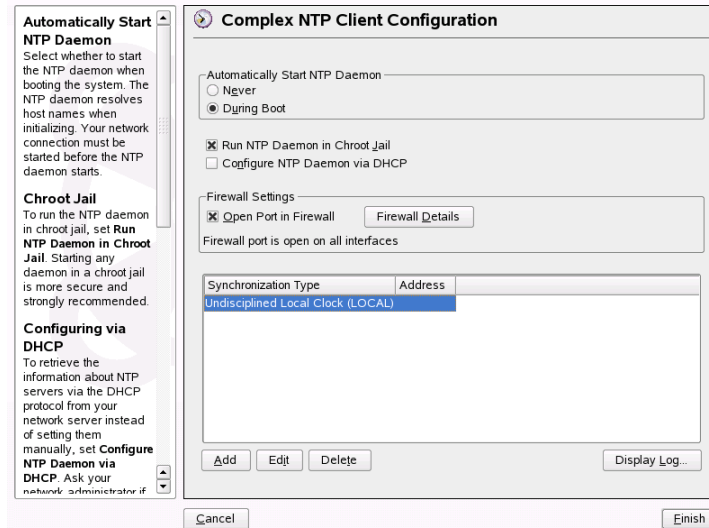 Automatically Start
NTP Daemon
Select whether to start
the NTP daemon when
booting the system. The
NTP daemon resolves
host names when
initializing. Your network
connection must be
started before the NTP
daemon starts.
Chroot Jail
To run the NTP daemon
in chroot jail, set Run
NTP Daemon in Chroot
Jail. Starting any
daemon in a chroot jail
is more secure and
strongly recommended.
Configuring via
DHCP
To retrieve the
information about NTP
servers via the DHCP
protocol from your
network server instead
of setting them
manually, set Configure
NTP Daemon via
DHCP. Ask your
network administrator if
Complex NTP Client Configuration
Automatically Start NTP Daemon
Never
During Boot
Run NTP Daemon in Chroot Jail
Configure NTP Daemon via DHCP
Firewall Settings
Open Port in Firewall
Firewall Details
Firewall port is open on all interfaces
Synchronization Type Address
Undisciplined Local Clock (LOCAL)
Add Edit Delete Display Log...
Cancel Finish